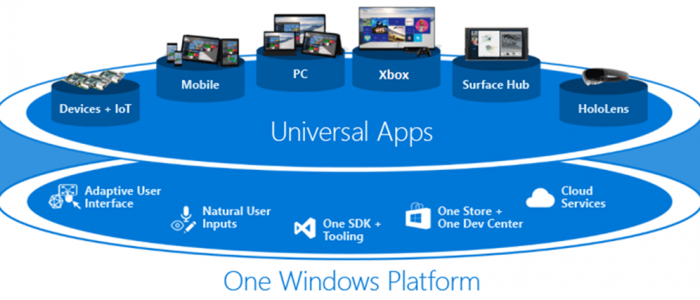 Devices + IoT
Mobile
PC
Xbox
Surface Hub
HoloLens
Universal Apps
Adaptive User
Interface
Natural User
Inputs
One SDK +
Tooling
One Store +
One Dev Center
Cloud
Services
One Windows Platform